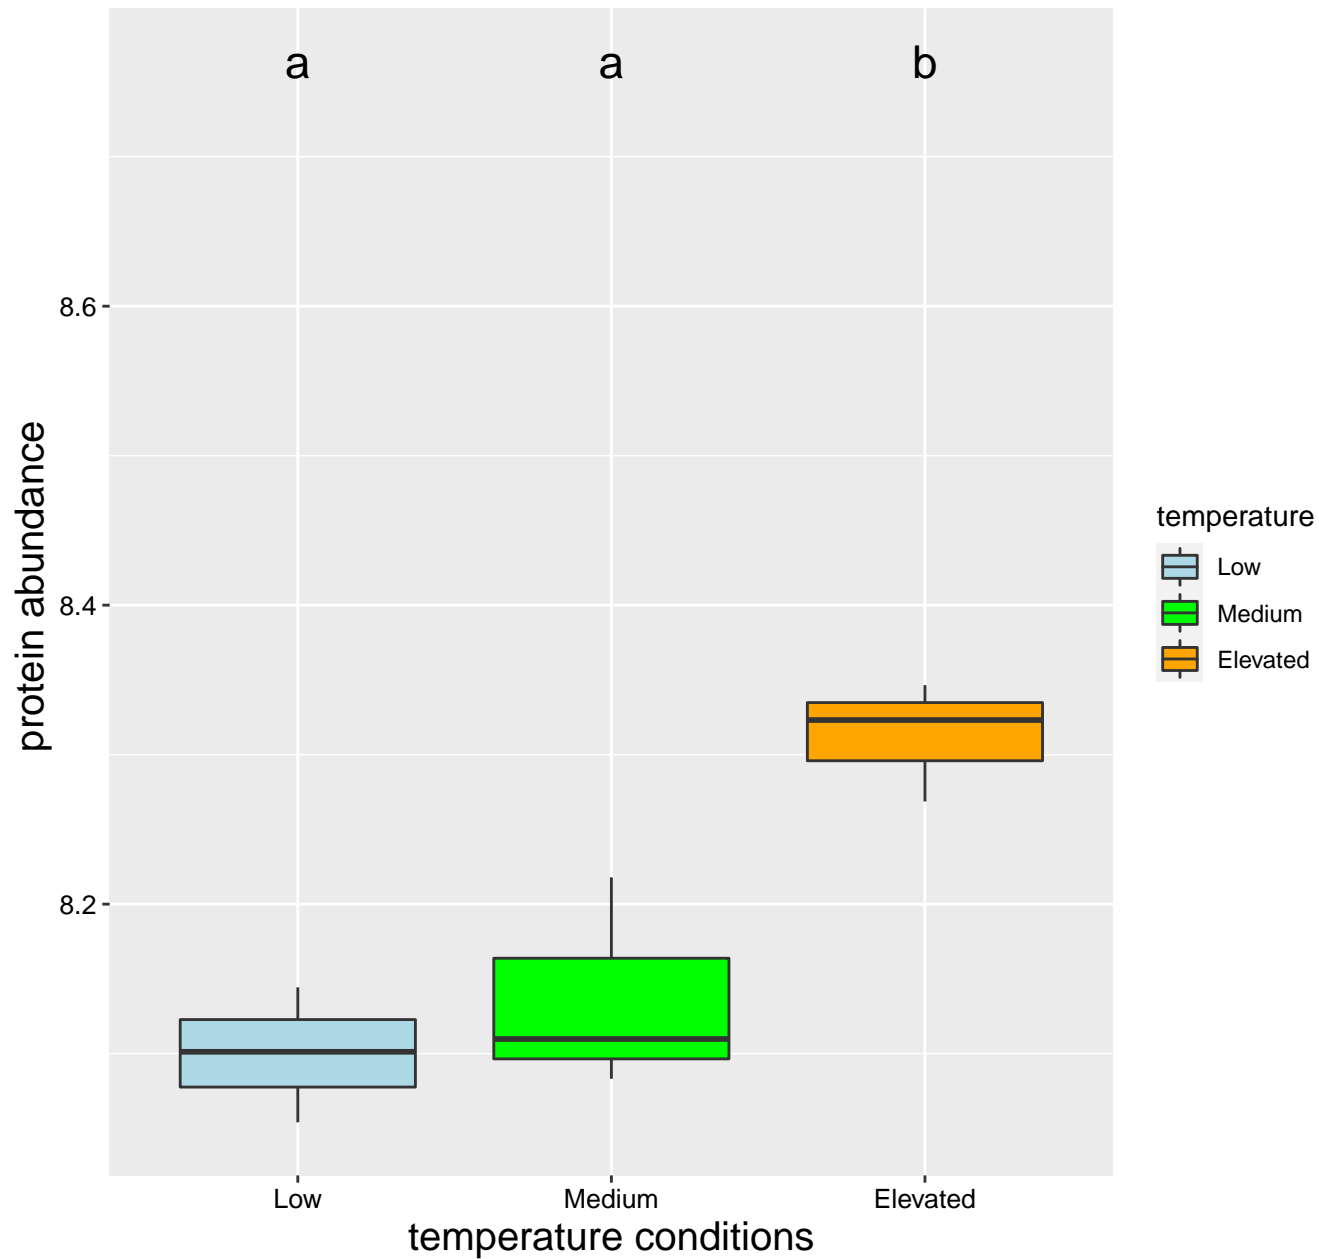 a a b
8.6
8.4
8.2
protein abundance
Low Medium Elevated
temperature conditions
temperature
Low
Medium
Elevated